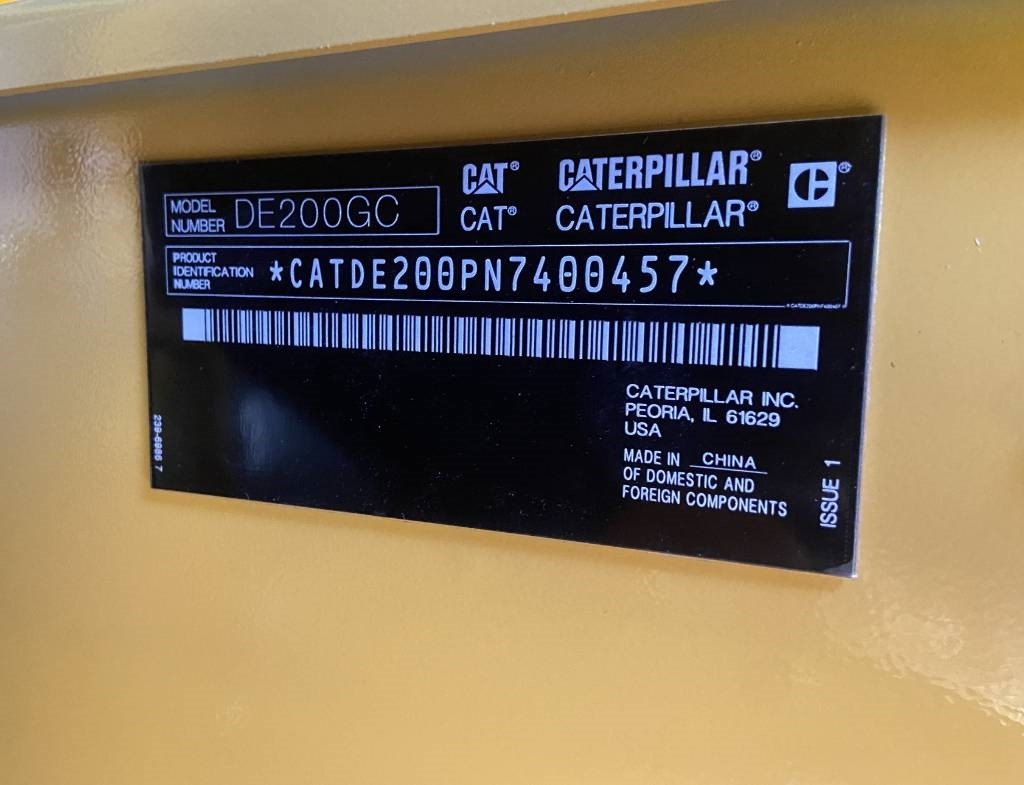 CAT® CATERPILLAR®
MODEL NUMBER DE200GC
CAT® CATERPILLAR®
PRODUCT
IDENTIFICATION
NUMBER
*CATDE200PN7400457*
*CATDE200PN7400457*
CATERPILLAR INC.
PEORIA, IL 61629
USA
MADE IN CHINA
OF DOMESTIC AND
FOREIGN COMPONENTS
ISSUE 1